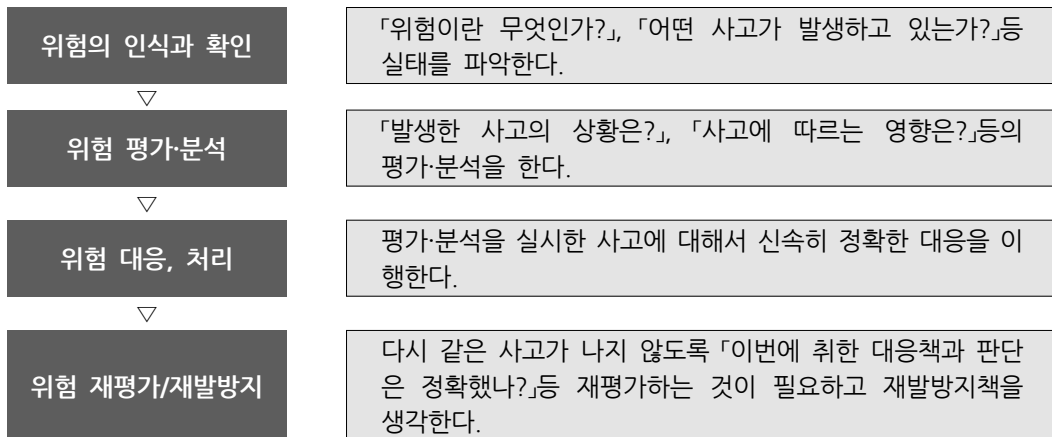 위험의 인식과 확인
「위험이란 무엇인가?」, 「어떤 사고가 발생하고 있는가?」등
실태를 파악한다.
▽
위험 평가·분석
「발생한 사고의 상황은?」, 「사고에 따르는 영향은?」등의
평가·분석을 한다.
▽
위험 대응, 처리
평가·분석을 실시한 사고에 대해서 신속히 정확한 대응을 이
행한다.
▽
위험 재평가/재발방지
다시 같은 사고가 나지 않도록 「이번에 취한 대응책과 판단
은 정확했나?」등 재평가하는 것이 필요하고 재발방지책을
생각한다.